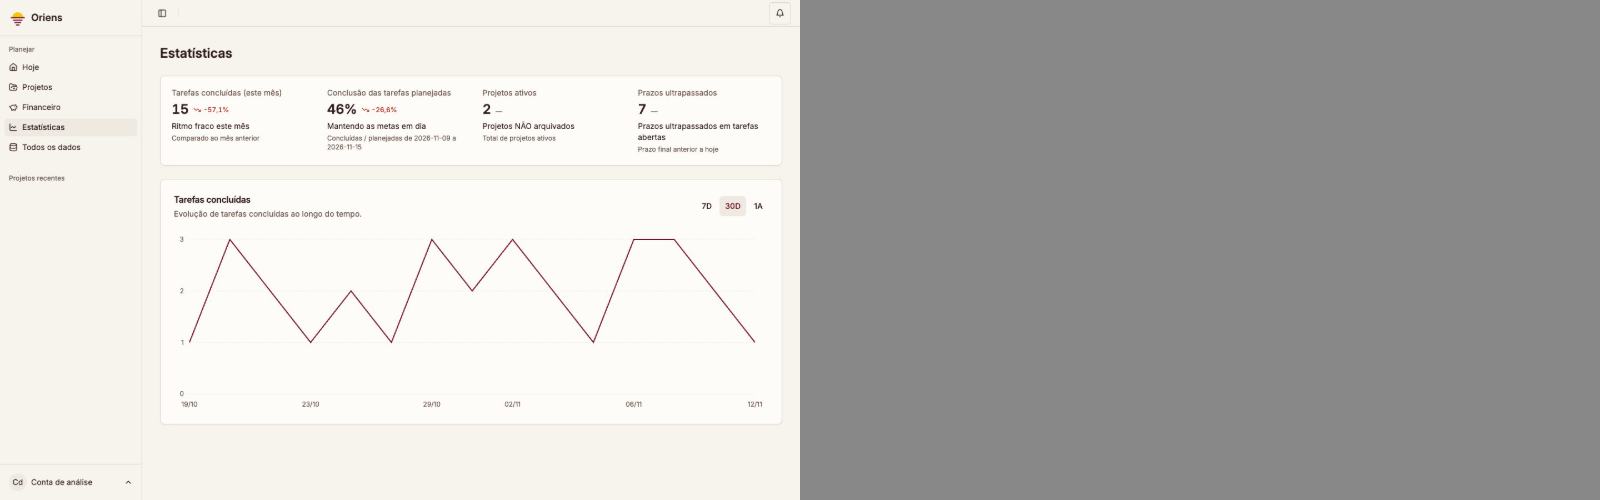 Oriens
Planejar
Hoje
Projetos
Financeiro
Estatísticas
Todos os dados
Projetos recentes
Cd Conta de análise
Estatísticas
Tarefas concluídas (este mês)
15 -57,1%
Ritmo fraco este mês
Comparado ao mês anterior
Conclusão das tarefas planejadas
46% -26,6%
Mantendo as metas em dia
Concluídas / planejadas de 2026-11-09 a
2026-11-15
Projetos ativos
2 —
Projetos NÃO arquivados
Total de projetos ativos
Prazos ultrapassados
7 —
Prazos ultrapassados em tarefas
abertas
Prazo final anterior a hoje
Tarefas concluídas
Evolução de tarefas concluídas ao longo do tempo.
7D 30D 1A
3
2
1
0
19/10 23/10 29/10 02/11 06/11 12/11